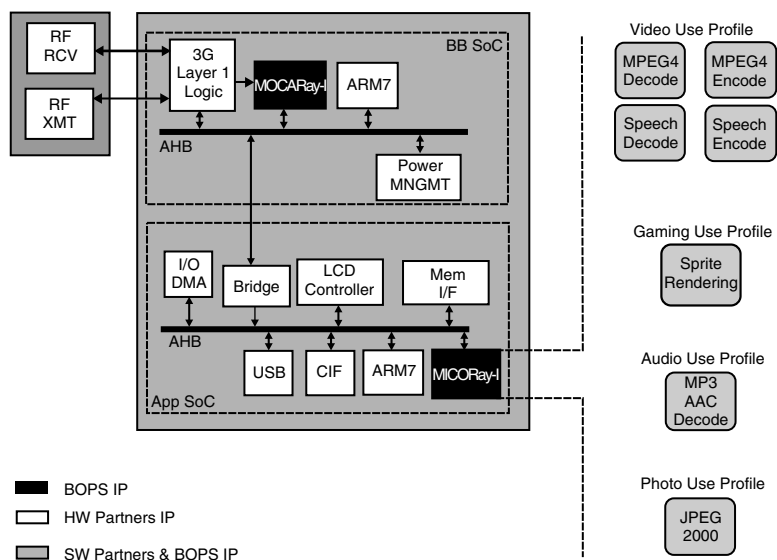 RF
RCV
RF
XMT
BB SoC
3G
Layer 1
Logic
MOCARay-I
ARM7
AHB
Power
MNGMT
I/O
DMA
Bridge
LCD
Controller
Mem
I/F
AHB
USB
CIF
ARM7
MICORay-I
App SoC
Video Use Profile
MPEG4
Decode
MPEG4
Encode
Speech
Decode
Speech
Encode
Gaming Use Profile
Sprite
Rendering
Audio Use Profile
MP3
AAC
Decode
Photo Use Profile
JPEG
2000
BOPS IP
HW Partners IP
SW Partners & BOPS IP